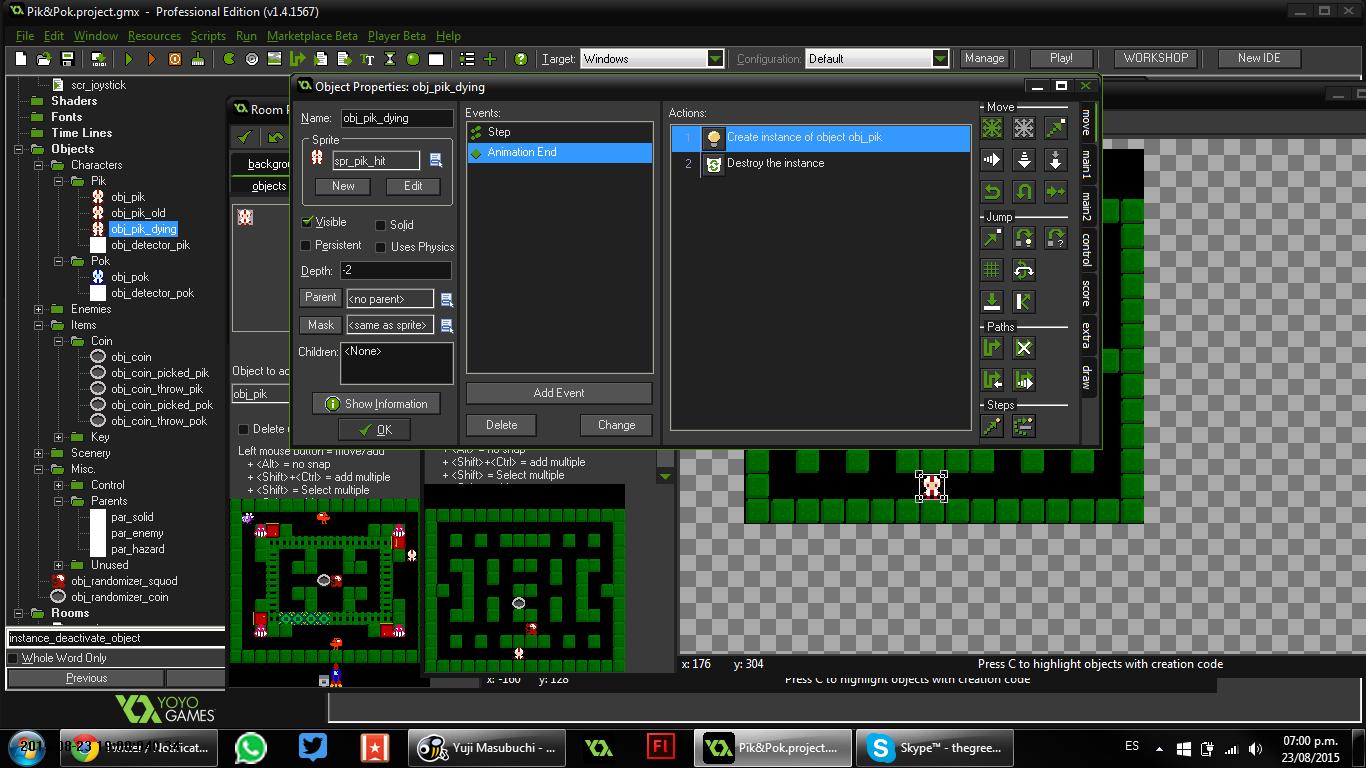 Pik&Pok.project.gmx - Professional Edition (v1.4.1567)
File Edit Window Resources Scripts Run Marketplace Beta Player Beta Help
Target: Windows Configuration: Default Manage Play! WORKSHOP New IDE
scr_joystick
Shaders
Fonts
Time Lines
Objects
Characters
Pik
obj_pik
obj_pik_old
obj_pik_dying
obj_detector_pik
Pok
obj_pok
obj_detector_pok
Enemies
Items
Coin
obj_coin
obj_coin_picked_pik
obj_coin_throw_pik
obj_coin_picked_pok
obj_coin_throw_pok
Key
Scenery
Misc.
Control
Parents
par_solid
par_enemy
par_hazard
Unused
obj_randomizer_squod
obj_randomizer_coin
Rooms
instance_deactivate_object
Whole Word Only
Previous
YOYO
GAMES
Room
objects
obj_pik
Delete
Left mouse button = move/add
+ <Alt> = no snap
+ <Shift>+<Ctrl> = add multiple
+ <Shift> = Select multiple
Object Properties: obj_pik_dying
Name: obj_pik_dying
Sprite
spr_pik_hit
New Edit
Visible Solid
Persistent Uses Physics
Depth: -2
Parent <no parent>
Mask <same as sprite>
Children: <None>
Show Information
OK
Events:
Step
Animation End
Add Event
Delete Change
Actions:
1 Create instance of object obj_pik
2 Destroy the instance
Move
Jump
Paths
Steps
move
main1
main2
control
score
extra
draw
+ <Alt> = no snap
+ <Shift>+<Ctrl> = add multiple
+ <Shift> = Select multiple
x: 176 y: 304 Press C to highlight objects with creation code
x: -160 y: 128 Press C to highlight objects with creation code
Yuji Masubuchi - ...
Pik&Pok.project....
Skype™ - thegree...
ES
07:00 p.m.
23/08/2015